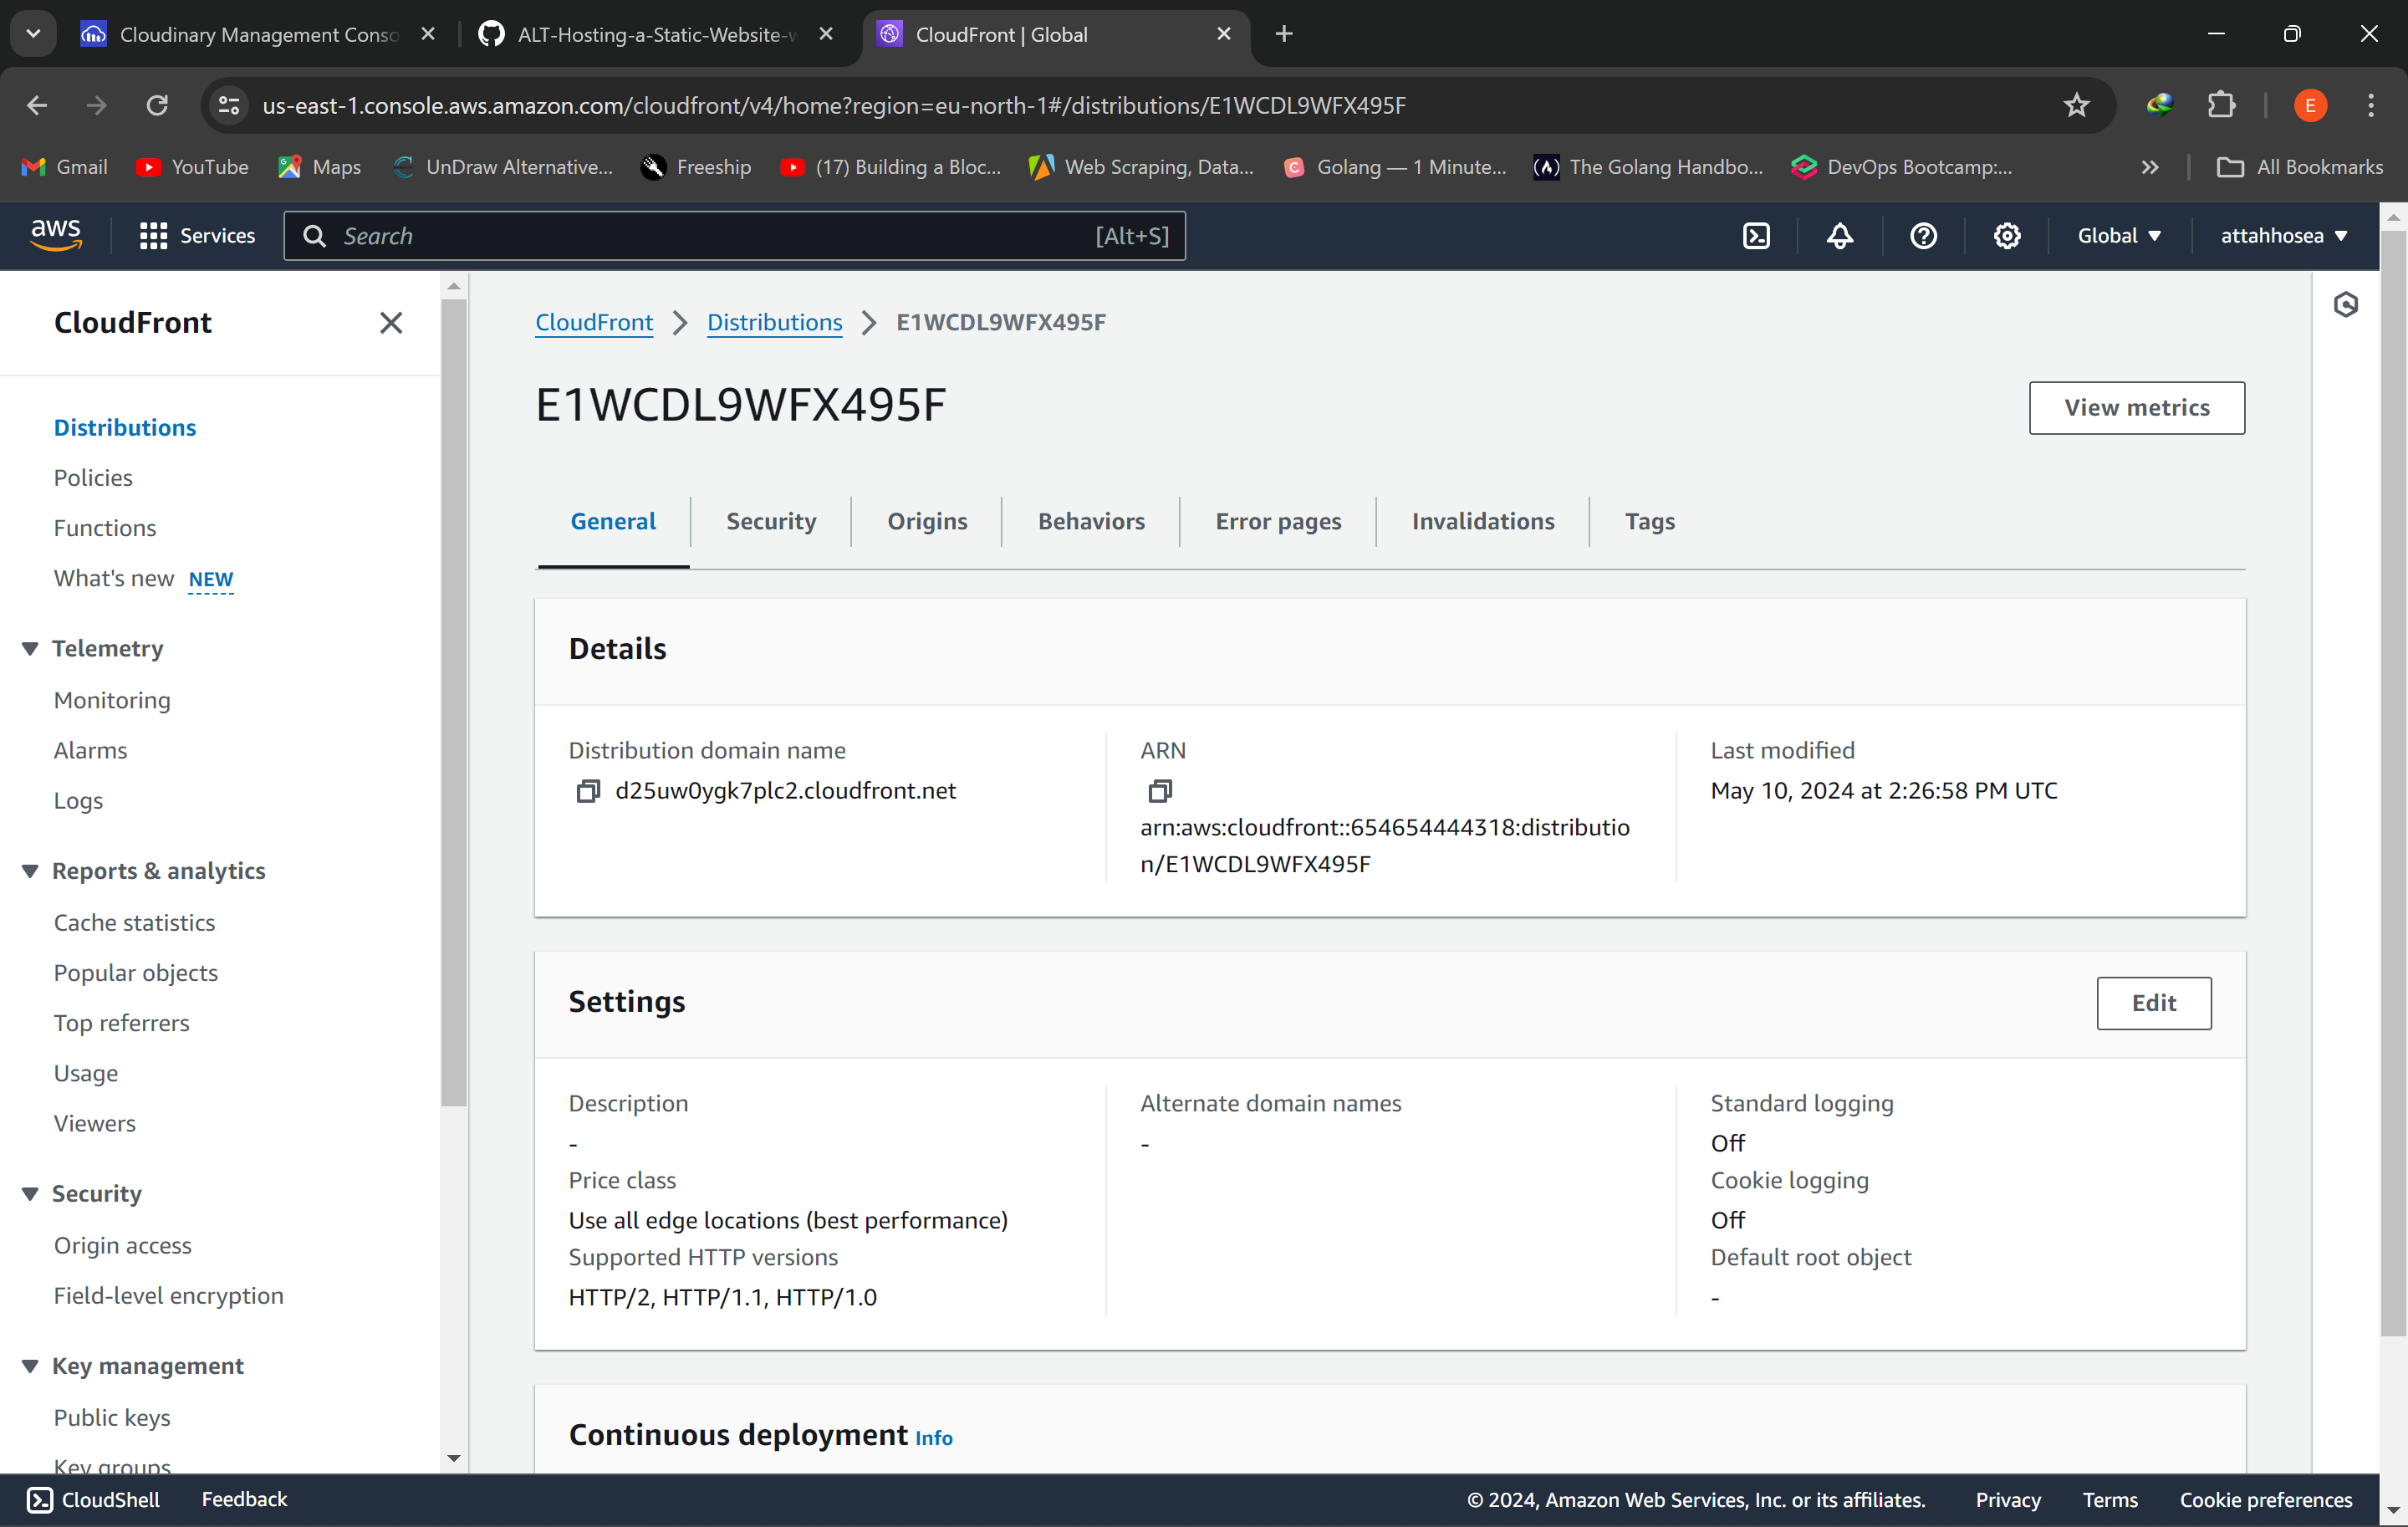 Cloudinary Management Conso
ALT-Hosting-a-Static-Website-w
CloudFront | Global
us-east-1.console.aws.amazon.com/cloudfront/v4/home?region=eu-north-1#/distributions/E1WCDL9WFX495F
E
Gmail
YouTube
Maps
UnDraw Alternative...
Freeship
(17) Building a Bloc...
Web Scraping, Data...
Golang — 1 Minute...
The Golang Handbo...
DevOps Bootcamp:...
All Bookmarks
aws
Services
Search
[Alt+S]
Global
attahhosea
CloudFront
Distributions
Policies
Functions
What's new NEW
Telemetry
Monitoring
Alarms
Logs
Reports & analytics
Cache statistics
Popular objects
Top referrers
Usage
Viewers
Security
Origin access
Field-level encryption
Key management
Public keys
Key groups
CloudFront > Distributions > E1WCDL9WFX495F
E1WCDL9WFX495F
View metrics
General
Security
Origins
Behaviors
Error pages
Invalidations
Tags
Details
Distribution domain name
d25uw0ygk7plc2.cloudfront.net
ARN
arn:aws:cloudfront::654654444318:distributio
n/E1WCDL9WFX495F
Last modified
May 10, 2024 at 2:26:58 PM UTC
Settings
Edit
Description
-
Price class
Use all edge locations (best performance)
Supported HTTP versions
HTTP/2, HTTP/1.1, HTTP/1.0
Alternate domain names
-
Standard logging
Off
Cookie logging
Off
Default root object
-
Continuous deployment Info
CloudShell
Feedback
© 2024, Amazon Web Services, Inc. or its affiliates.
Privacy
Terms
Cookie preferences